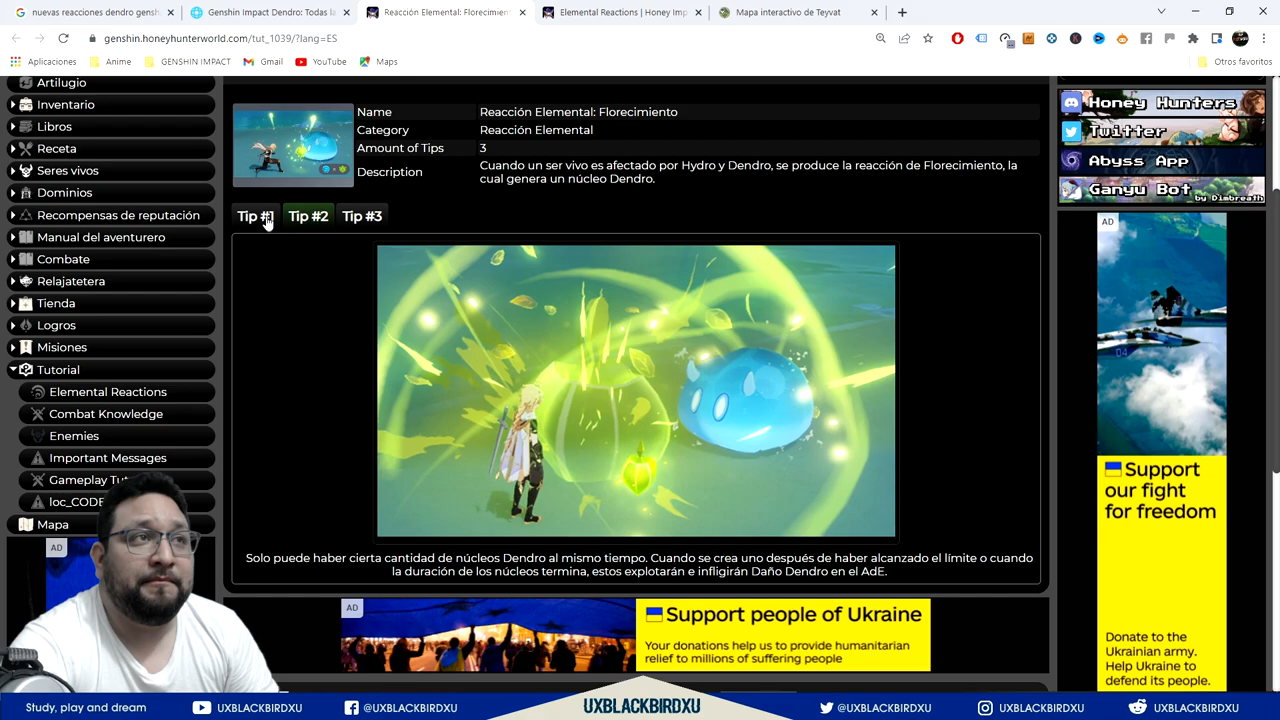 nuevas reacciones dendro gensh
Genshin Impact Dendro: Todas la
Reacción Elemental: Florecimien
Elemental Reactions | Honey Imp
Mapa interactivo de Teyvat
genshin.honeyhunterworld.com/tut_1039/?lang=ES
Aplicaciones
Anime
GENSHIN IMPACT
Gmail
YouTube
Maps
Otros favoritos
Artilugio
Inventario
Libros
Receta
Seres vivos
Dominios
Recompensas de reputación
Manual del aventurero
Combate
Relajatetera
Tienda
Logros
Misiones
Tutorial
Elemental Reactions
Combat Knowledge
Enemies
Important Messages
Gameplay Tut
loc_CODE
Mapa
AD
Name Reacción Elemental: Florecimiento
Category Reacción Elemental
Amount of Tips 3
Description Cuando un ser vivo es afectado por Hydro y Dendro, se produce la reacción de Florecimiento, la
cual genera un núcleo Dendro.
Tip #1 Tip #2 Tip #3
Solo puede haber cierta cantidad de núcleos Dendro al mismo tiempo. Cuando se crea uno después de haber alcanzado el límite o cuando
la duración de los núcleos termina, estos explotarán e infligirán Daño Dendro en el AdE.
AD
Support people of Ukraine
Your donations help us to provide humanitarian
relief to millions of suffering people
Honey Hunters
Twitter
Abyss App
Ganyu Bot
by Dimbreath
AD
04
Support
our fight
for freedom
Donate to the
Ukrainian army.
Help Ukraine to
defend its people.
Study, play and dream
UXBLACKBIRDXU
@UXBLACKBIRDXU
UXBLACKBIRDXU
@UXBLACKBIRDXU
UXBLACKBIRDXU
UXBLACKBIRDXU